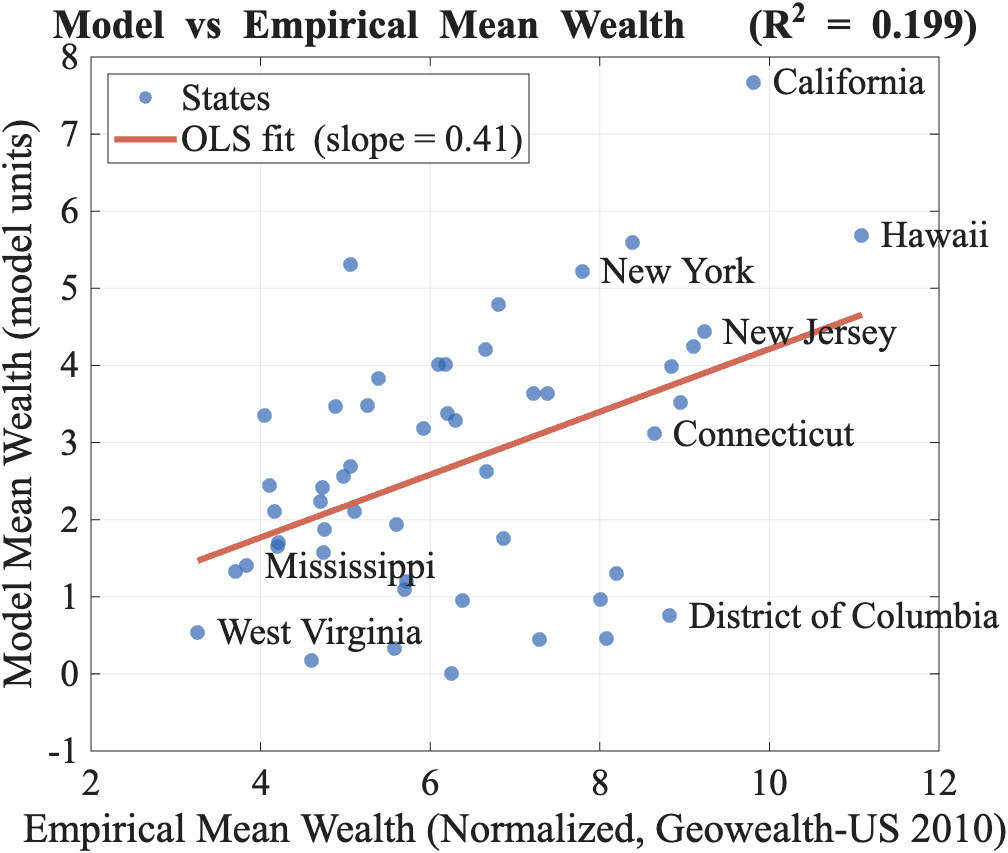 Model vs Empirical Mean Wealth (R² = 0.199)
8
7
6
5
4
3
2
1
0
-1
Model Mean Wealth (model units)
States
OLS fit (slope = 0.41)
California
Hawaii
New York
New Jersey
Connecticut
Mississippi
District of Columbia
West Virginia
2 4 6 8 10 12
Empirical Mean Wealth (Normalized, Geowealth-US 2010)